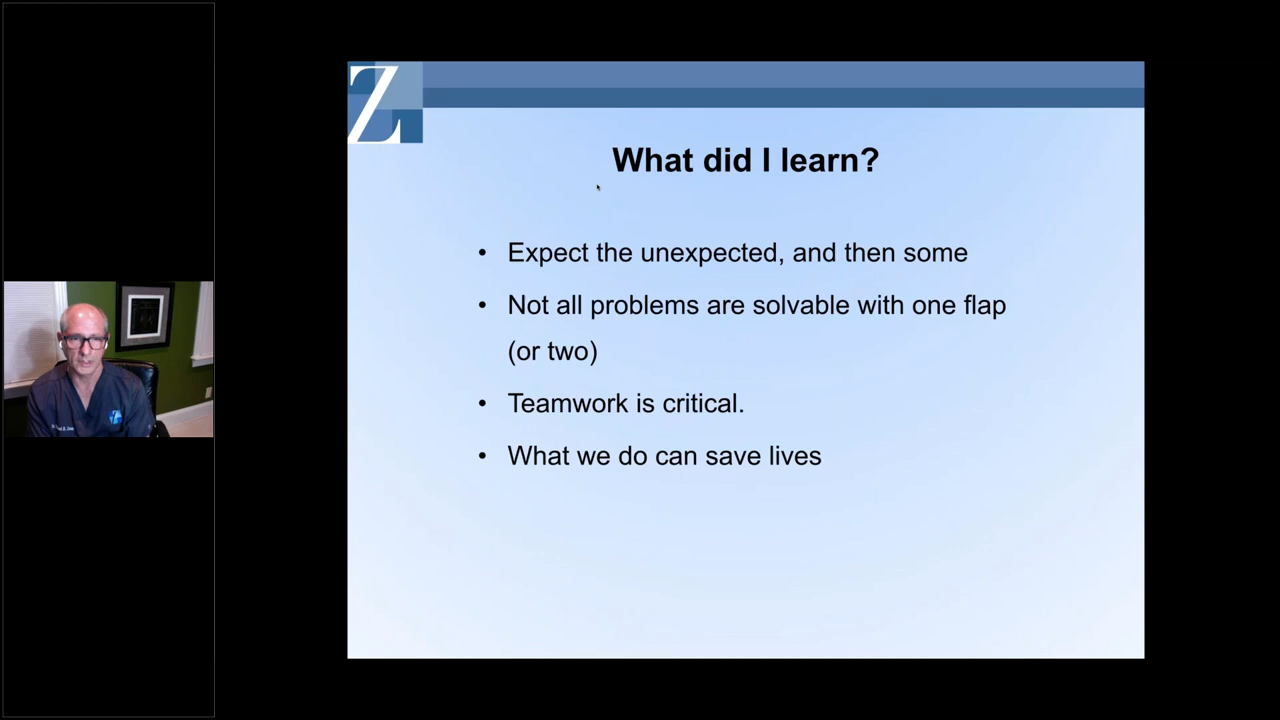 Z
What did I learn?
• Expect the unexpected, and then some
• Not all problems are solvable with one flap
(or two)
• Teamwork is critical.
• What we do can save lives